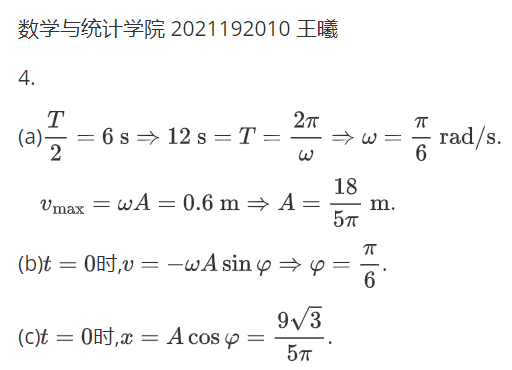 数学与统计学院 2021192010 王曦
4.
(a) $\frac{T}{2} = 6 \text{ s} \Rightarrow 12 \text{ s} = T = \frac{2\pi}{\omega} \Rightarrow \omega = \frac{\pi}{6} \text{ rad/s}.$
$v_{\max} = \omega A = 0.6 \text{ m} \Rightarrow A = \frac{18}{5\pi} \text{ m}.$
(b)$t = 0$时,$v = -\omega A \sin \varphi \Rightarrow \varphi = \frac{\pi}{6}.$
(c)$t = 0$时,$x = A \cos \varphi = \frac{9\sqrt{3}}{5\pi}.$